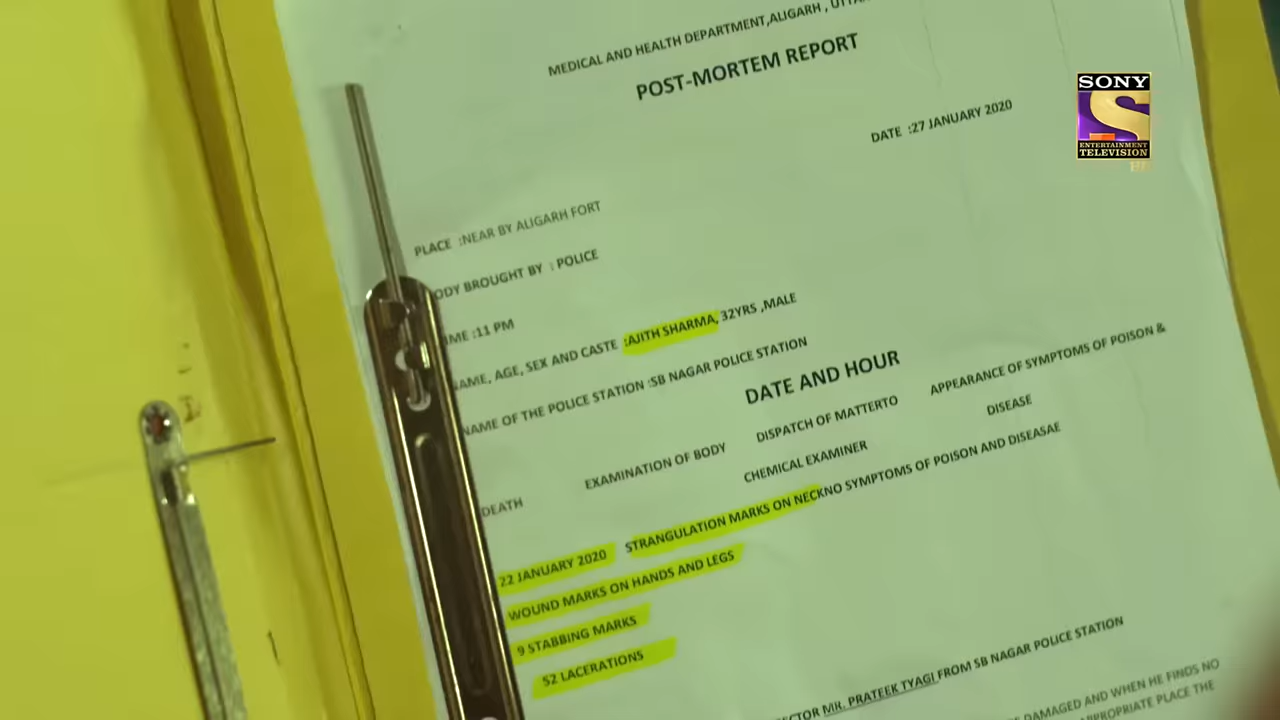 MEDICAL AND HEALTH DEPARTMENT,ALIGARH ,
POST-MORTEM REPORT
DATE :27 JANUARY 2020
SONY
ENTERTAINMENT
TELEVISION
HD
PLACE :NEAR BY ALIGARH FORT
ODY BROUGHT BY : POLICE
IME :11 PM
NAME, AGE, SEX AND CASTE :AJITH SHARMA, 32YRS ,MALE
NAME OF THE POLICE STATION :SB NAGAR POLICE STATION
DATE AND HOUR
DEATH EXAMINATION OF BODY DISPATCH OF MATTERTO APPEARANCE OF SYMPTOMS OF POISON &
CHEMICAL EXAMINER DISEASE
22 JANUARY 2020 STRANGULATION MARKS ON NECKNO SYMPTOMS OF POISON AND DISEASAE
WOUND MARKS ON HANDS AND LEGS
9 STABBING MARKS
52 LACERATIONS
ECTOR MR. PRATEEK TYAGI FROM SB NAGAR POLICE STATION
DAMAGED AND WHEN HE FINDS NO
PLACE THE